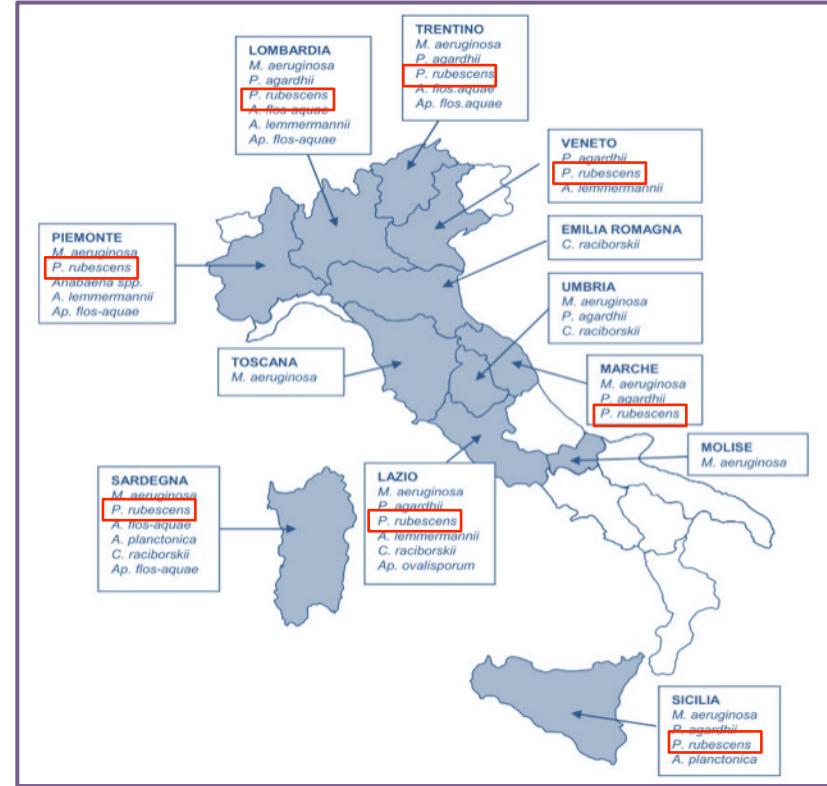 TRENTINO
M. aeruginosa
P. agardhii
P. rubescens
A. flos.aquae
Ap. flos.aquae
LOMBARDIA
M. aeruginosa
P. agardhii
P. rubescens
A. flos-aquae
A. lemmermannii
Ap. flos-aquae
VENETO
P. agardhii
P. rubescens
A. lemmermannii
EMILIA ROMAGNA
C. raciborskii
PIEMONTE
M. aeruginosa
P. rubescens
Anabaena spp.
A. lemmermannii
Ap. flos-aquae
UMBRIA
M. aeruginosa
P. agardhii
C. raciborskii
TOSCANA
M. aeruginosa
MARCHE
M. aeruginosa
P. agardhii
P. rubescens
MOLISE
M. aeruginosa
SARDEGNA
M. aeruginosa
P. rubescens
A. flos-aquae
A. planctonica
C. raciborskii
Ap. flos-aquae
LAZIO
M. aeruginosa
P. agardhii
P. rubescens
A. lemmermannii
C. raciborskii
Ap. ovalisporum
SICILIA
M. aeruginosa
P. agardhii
P. rubescens
A. planctonica